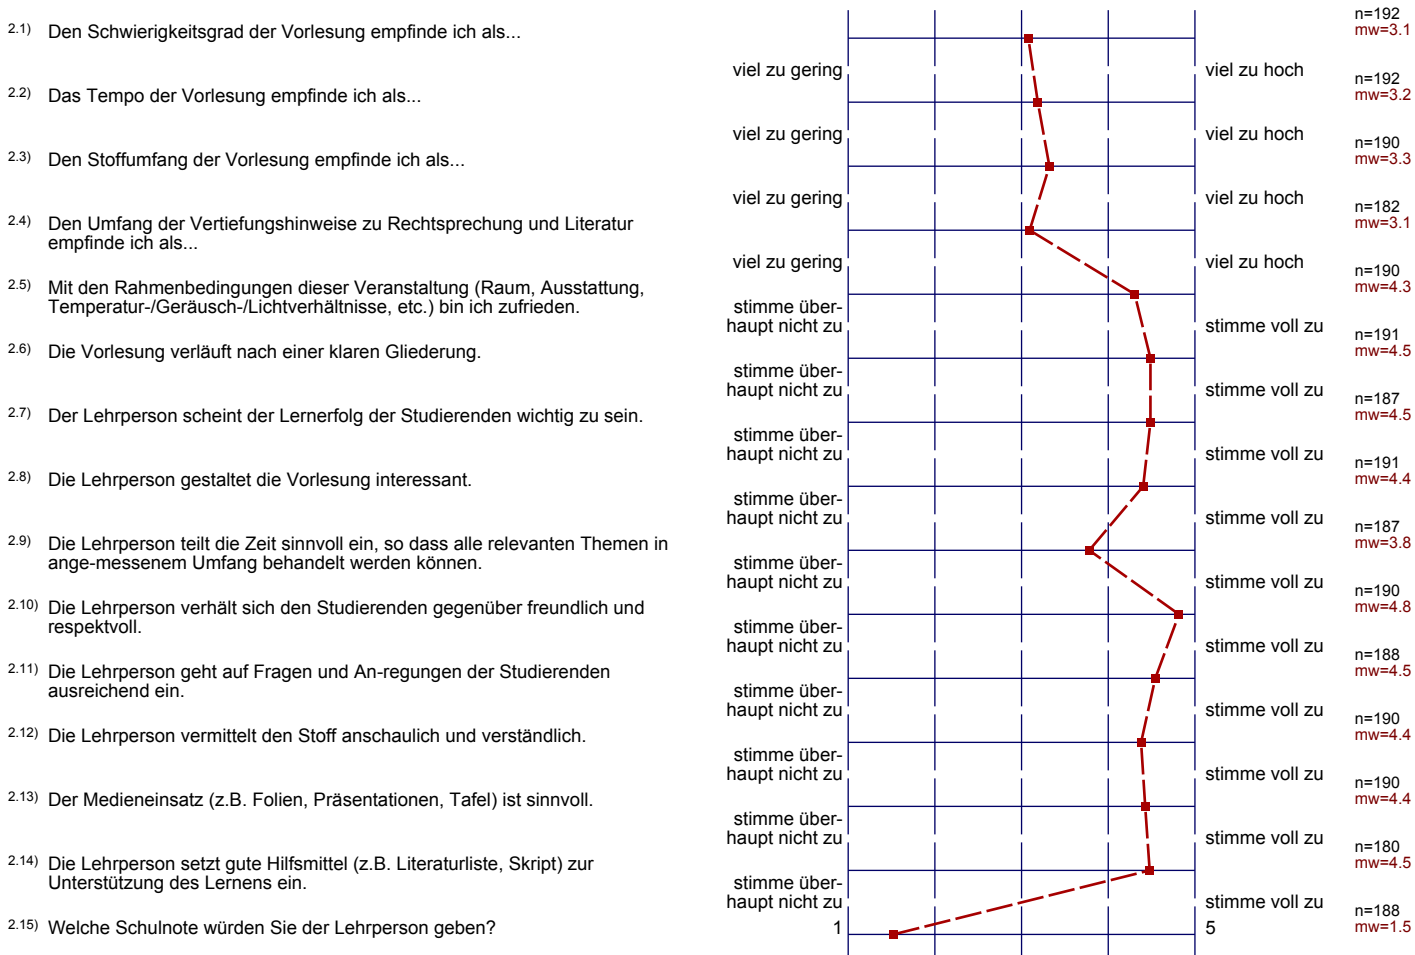 2.1) Den Schwierigkeitsgrad der Vorlesung empfinde ich als...
viel zu gering
viel zu hoch
n=192
mw=3.1
2.2) Das Tempo der Vorlesung empfinde ich als...
viel zu gering
viel zu hoch
n=192
mw=3.2
2.3) Den Stoffumfang der Vorlesung empfinde ich als...
viel zu gering
viel zu hoch
n=190
mw=3.3
2.4) Den Umfang der Vertiefungshinweise zu Rechtsprechung und Literatur
empfinde ich als...
viel zu gering
viel zu hoch
n=182
mw=3.1
2.5) Mit den Rahmenbedingungen dieser Veranstaltung (Raum, Ausstattung,
Temperatur-/Geräusch-/Lichtverhältnisse, etc.) bin ich zufrieden.
stimme über-
haupt nicht zu
stimme voll zu
n=190
mw=4.3
2.6) Die Vorlesung verläuft nach einer klaren Gliederung.
stimme über-
haupt nicht zu
stimme voll zu
n=191
mw=4.5
2.7) Der Lehrperson scheint der Lernerfolg der Studierenden wichtig zu sein.
stimme über-
haupt nicht zu
stimme voll zu
n=187
mw=4.5
2.8) Die Lehrperson gestaltet die Vorlesung interessant.
stimme über-
haupt nicht zu
stimme voll zu
n=191
mw=4.4
2.9) Die Lehrperson teilt die Zeit sinnvoll ein, so dass alle relevanten Themen in
ange-messenem Umfang behandelt werden können.
stimme über-
haupt nicht zu
stimme voll zu
n=187
mw=3.8
2.10) Die Lehrperson verhält sich den Studierenden gegenüber freundlich und
respektvoll.
stimme über-
haupt nicht zu
stimme voll zu
n=190
mw=4.8
2.11) Die Lehrperson geht auf Fragen und An-regungen der Studierenden
ausreichend ein.
stimme über-
haupt nicht zu
stimme voll zu
n=188
mw=4.5
2.12) Die Lehrperson vermittelt den Stoff anschaulich und verständlich.
stimme über-
haupt nicht zu
stimme voll zu
n=190
mw=4.4
2.13) Der Medieneinsatz (z.B. Folien, Präsentationen, Tafel) ist sinnvoll.
stimme über-
haupt nicht zu
stimme voll zu
n=190
mw=4.4
2.14) Die Lehrperson setzt gute Hilfsmittel (z.B. Literaturliste, Skript) zur
Unterstützung des Lernens ein.
stimme über-
haupt nicht zu
stimme voll zu
n=180
mw=4.5
2.15) Welche Schulnote würden Sie der Lehrperson geben?
1
5
n=188
mw=1.5